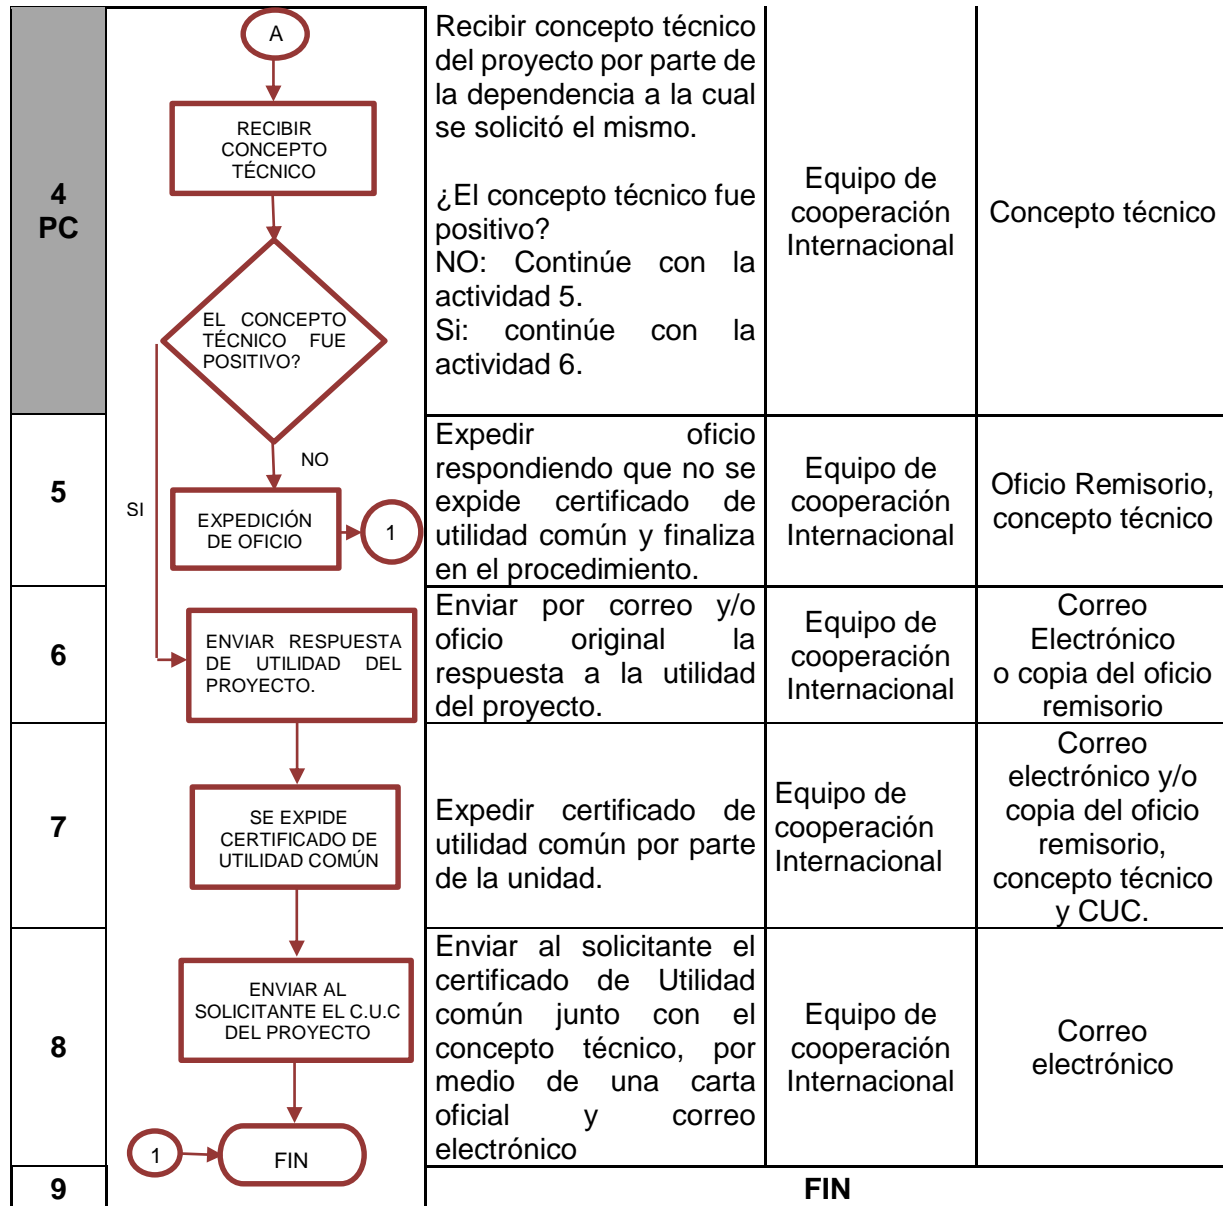 4
PC
A
RECIBIR
CONCEPTO
TÉCNICO
EL CONCEPTO
TÉCNICO FUE
POSITIVO?
Recibir concepto técnico
del proyecto por parte de
la dependencia a la cual
se solicitó el mismo.
¿El concepto técnico fue
positivo?
NO: Continúe con la
actividad 5.
Si: continúe con la
actividad 6.
Equipo de
cooperación
Internacional
Concepto técnico
5
NO
SI
EXPEDICIÓN
DE OFICIO
1
Expedir oficio
respondiendo que no se
expide certificado de
utilidad común y finaliza
en el procedimiento.
Equipo de
cooperación
Internacional
Oficio Remisorio,
concepto técnico
6
ENVIAR RESPUESTA
DE UTILIDAD DEL
PROYECTO.
Enviar por correo y/o
oficio original la
respuesta a la utilidad
del proyecto.
Equipo de
cooperación
Internacional
Correo
Electrónico
o copia del oficio
remisorio
7
SE EXPIDE
CERTIFICADO DE
UTILIDAD COMÚN
Expedir certificado de
utilidad común por parte
de la unidad.
Equipo de
cooperación
Internacional
Correo
electrónico y/o
copia del oficio
remisorio,
concepto técnico
y CUC.
8
ENVIAR AL
SOLICITANTE EL C.U.C
DEL PROYECTO
1
FIN
Enviar al solicitante el
certificado de Utilidad
común junto con el
concepto técnico, por
medio de una carta
oficial y correo
electrónico
Equipo de
cooperación
Internacional
Correo
electrónico
9
FIN